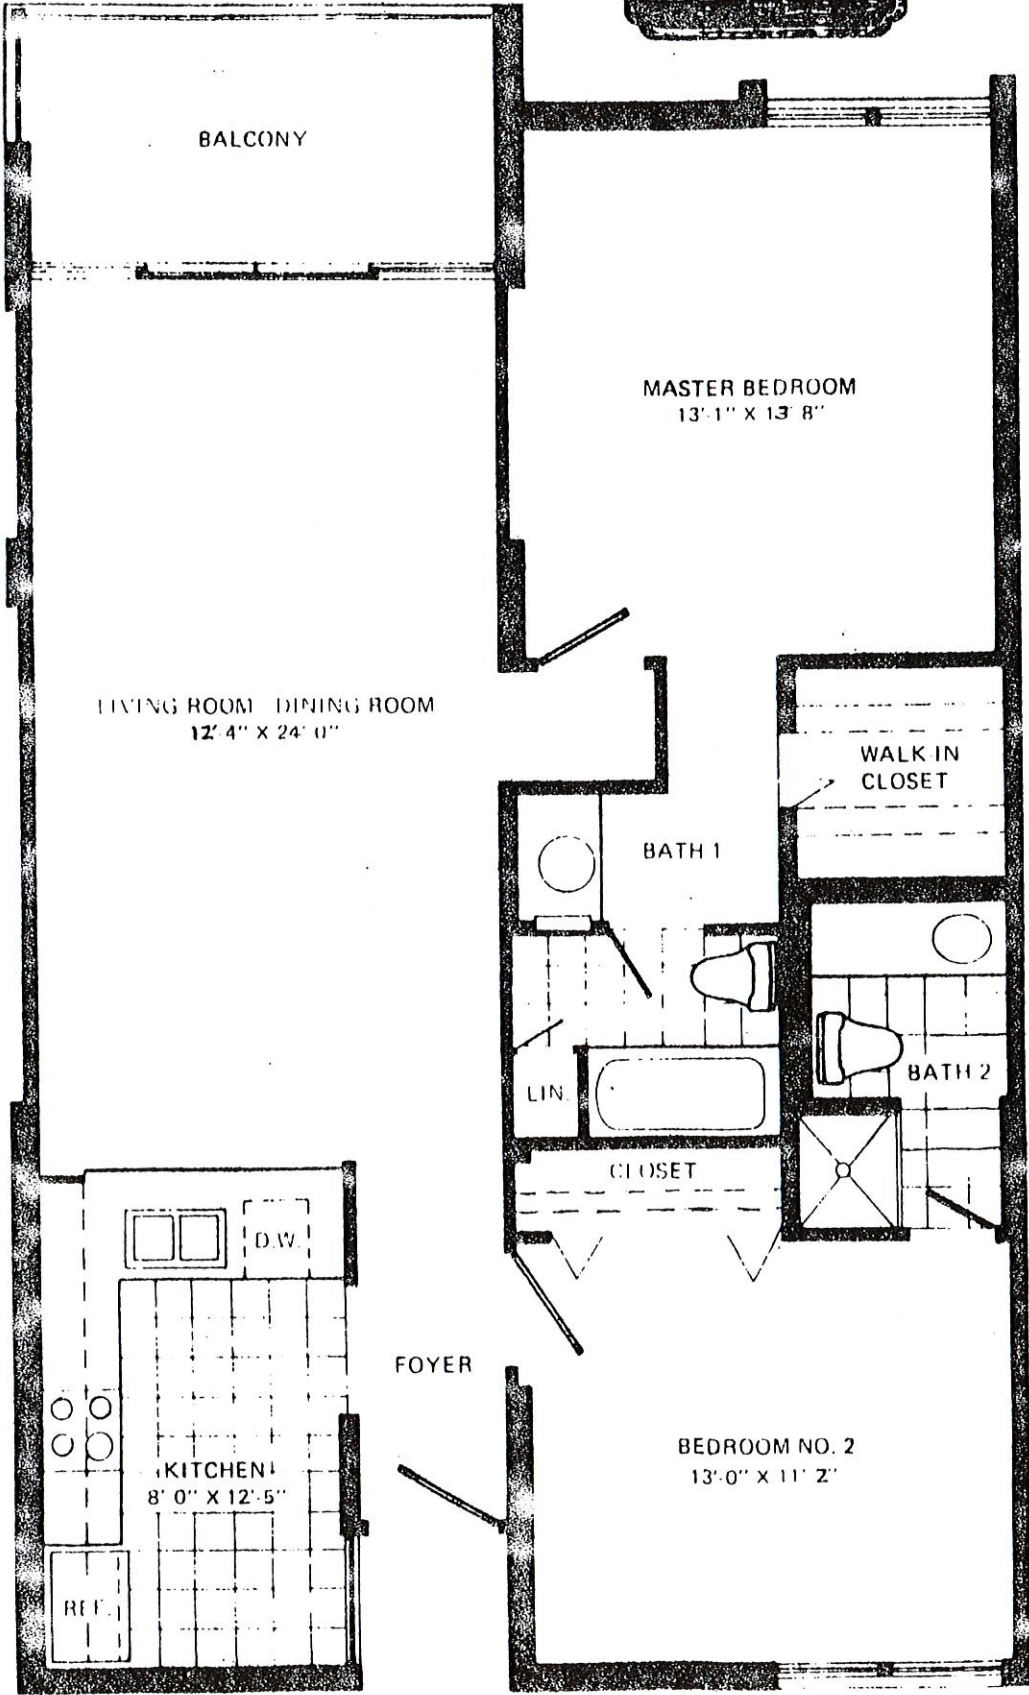 BALCONY
MASTER BEDROOM
13'-1" X 13' 8"
LIVING ROOM DINING ROOM
12'-4" X 24' 0"
WALK-IN
CLOSET
BATH 1
LIN.
BATH 2
CLOSET
D.W.
FOYER
BEDROOM NO. 2
13'-0" X 11' 2"
KITCHEN
8' 0" X 12'-5"
REF.